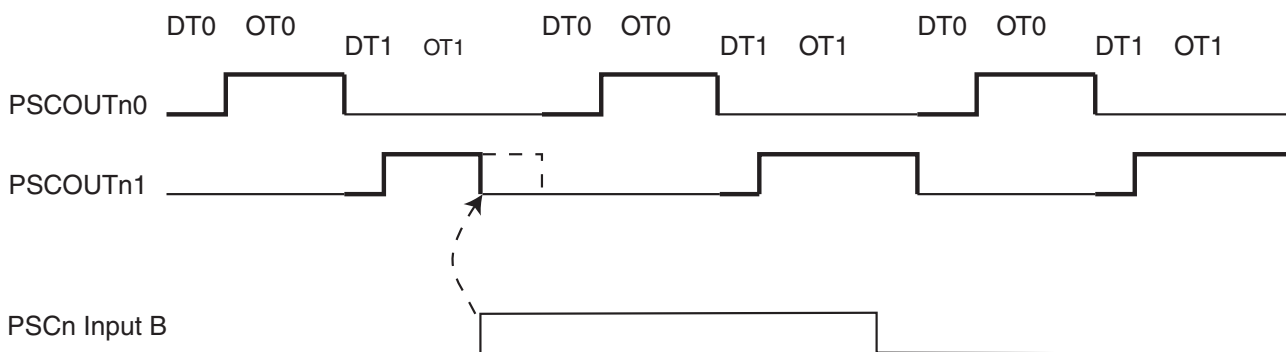 DT0 OT0 DT1 OT1 DT0 OT0 DT1 OT1 DT0 OT0 DT1 OT1
PSCOUTn0
PSCOUTn1
PSCn Input B